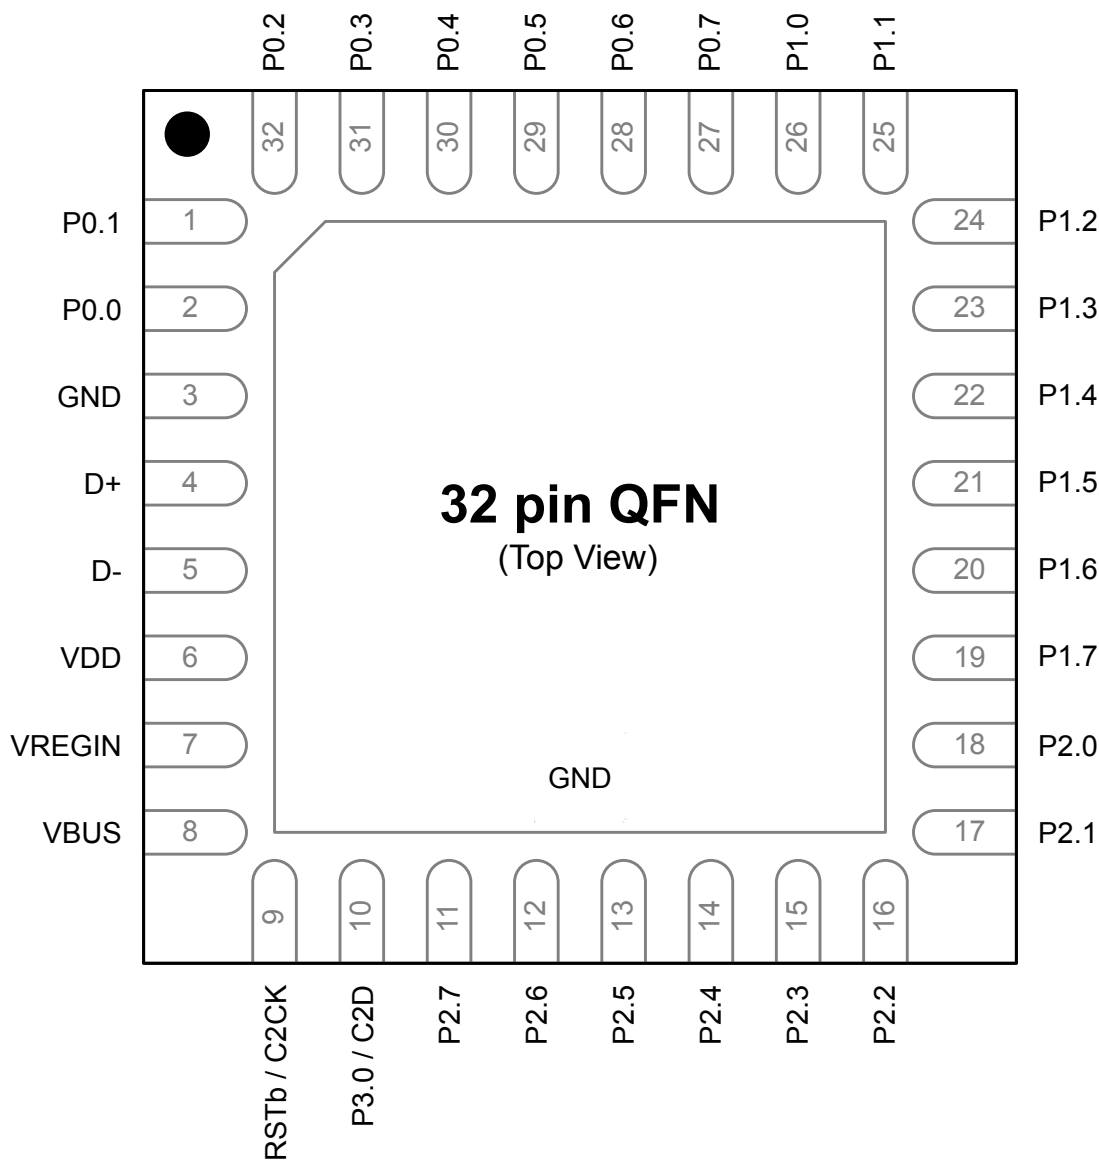 P0.2 P0.3 P0.4 P0.5 P0.6 P0.7 P1.0 P1.1
32 31 30 29 28 27 26 25
P0.1 1 24 P1.2
P0.0 2 23 P1.3
GND 3 22 P1.4
D+ 4 21 P1.5
32 pin QFN
(Top View)
D- 5 20 P1.6
VDD 6 19 P1.7
VREGIN 7 18 P2.0
GND
VBUS 8 17 P2.1
9 10 11 12 13 14 15 16
RSTb / C2CK P3.0 / C2D P2.7 P2.6 P2.5 P2.4 P2.3 P2.2